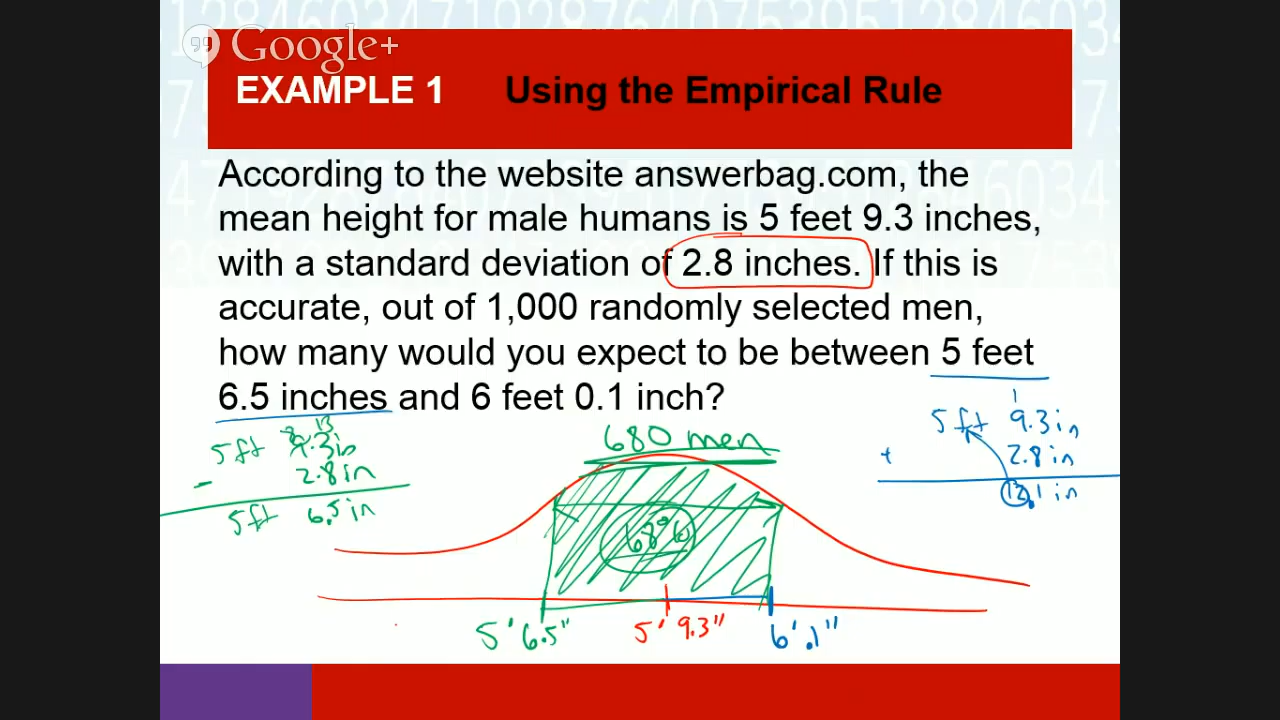 Google+
EXAMPLE 1 Using the Empirical Rule
According to the website answerbag.com, the
mean height for male humans is 5 feet 9.3 inches,
with a standard deviation of 2.8 inches. If this is
accurate, out of 1,000 randomly selected men,
how many would you expect to be between 5 feet
6.5 inches and 6 feet 0.1 inch?
680 men
8 13
5 ft 9.3 in
- 2.8 in
5 ft 6.5 in
1
5 ft 9.3 in
+ 2.8 in
12.1 in
68%
5' 6.5" 5' 9.3" 6' .1"